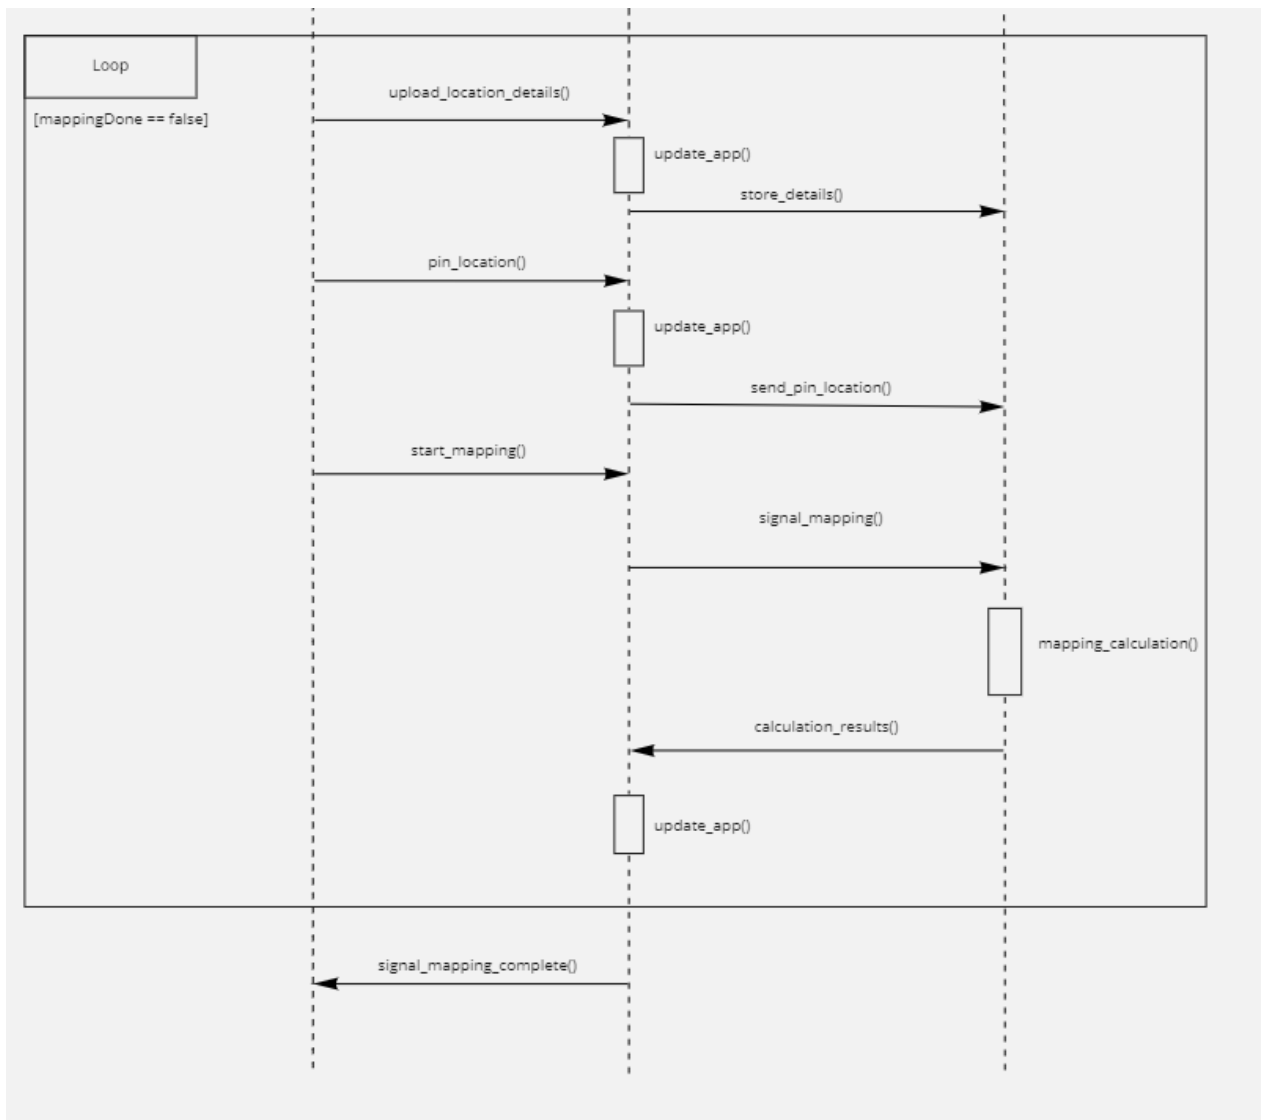 Loop
[mappingDone == false]
upload_location_details()
update_app()
store_details()
pin_location()
update_app()
send_pin_location()
start_mapping()
signal_mapping()
mapping_calculation()
calculation_results()
update_app()
signal_mapping_complete()